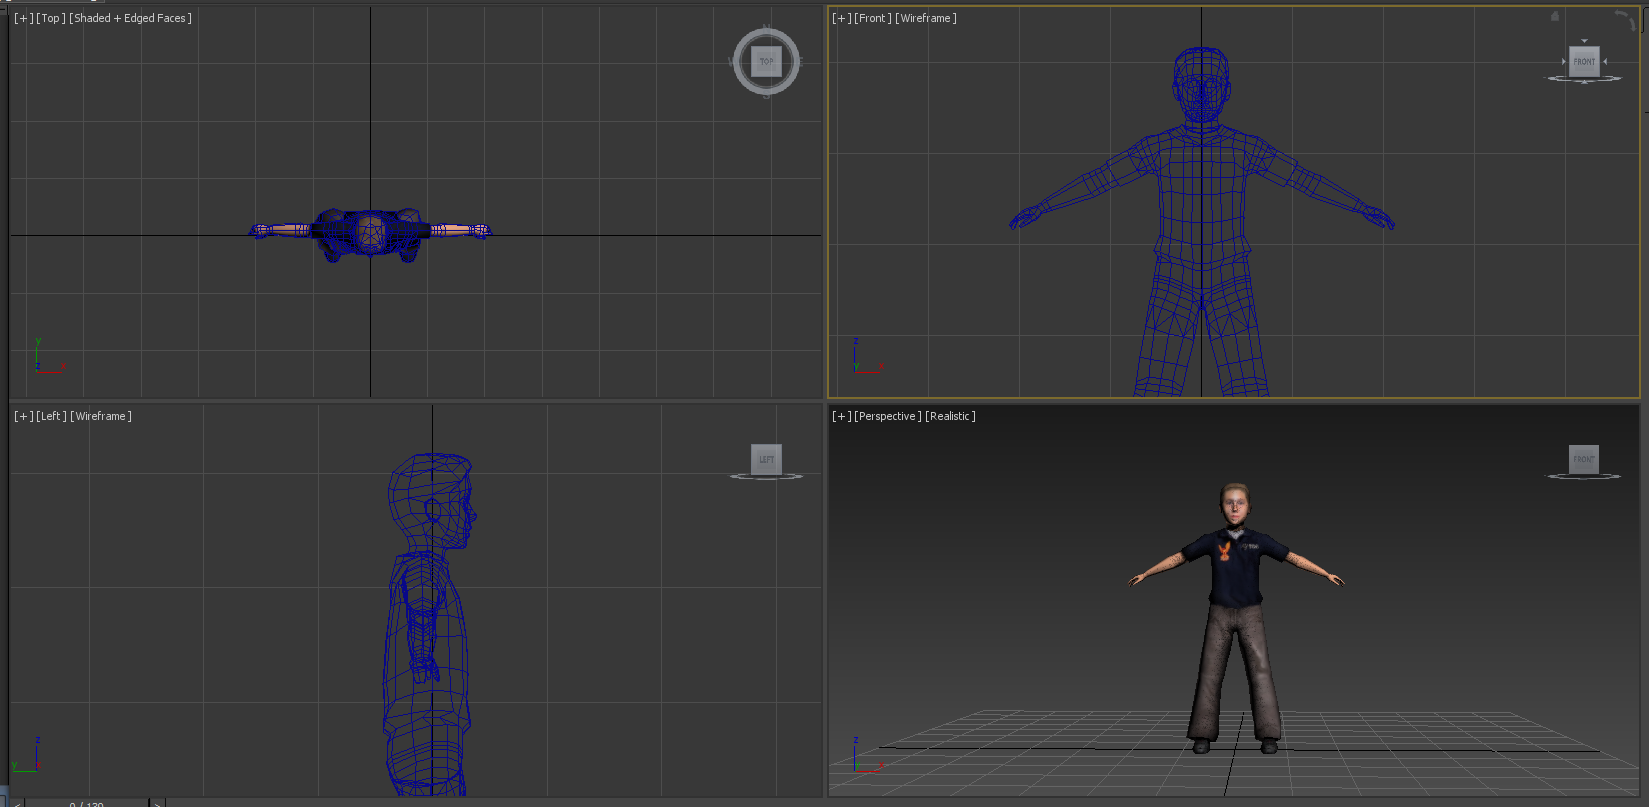 [+] [Top] [Shaded + Edged Faces]
N
TOP
S
y
z
x
[+] [Front] [Wireframe]
FRONT
z
y
x
[+] [Left] [Wireframe]
LEFT
z
y
[+] [Perspective] [Realistic]
FRONT
z
x
< 0 / 130 >